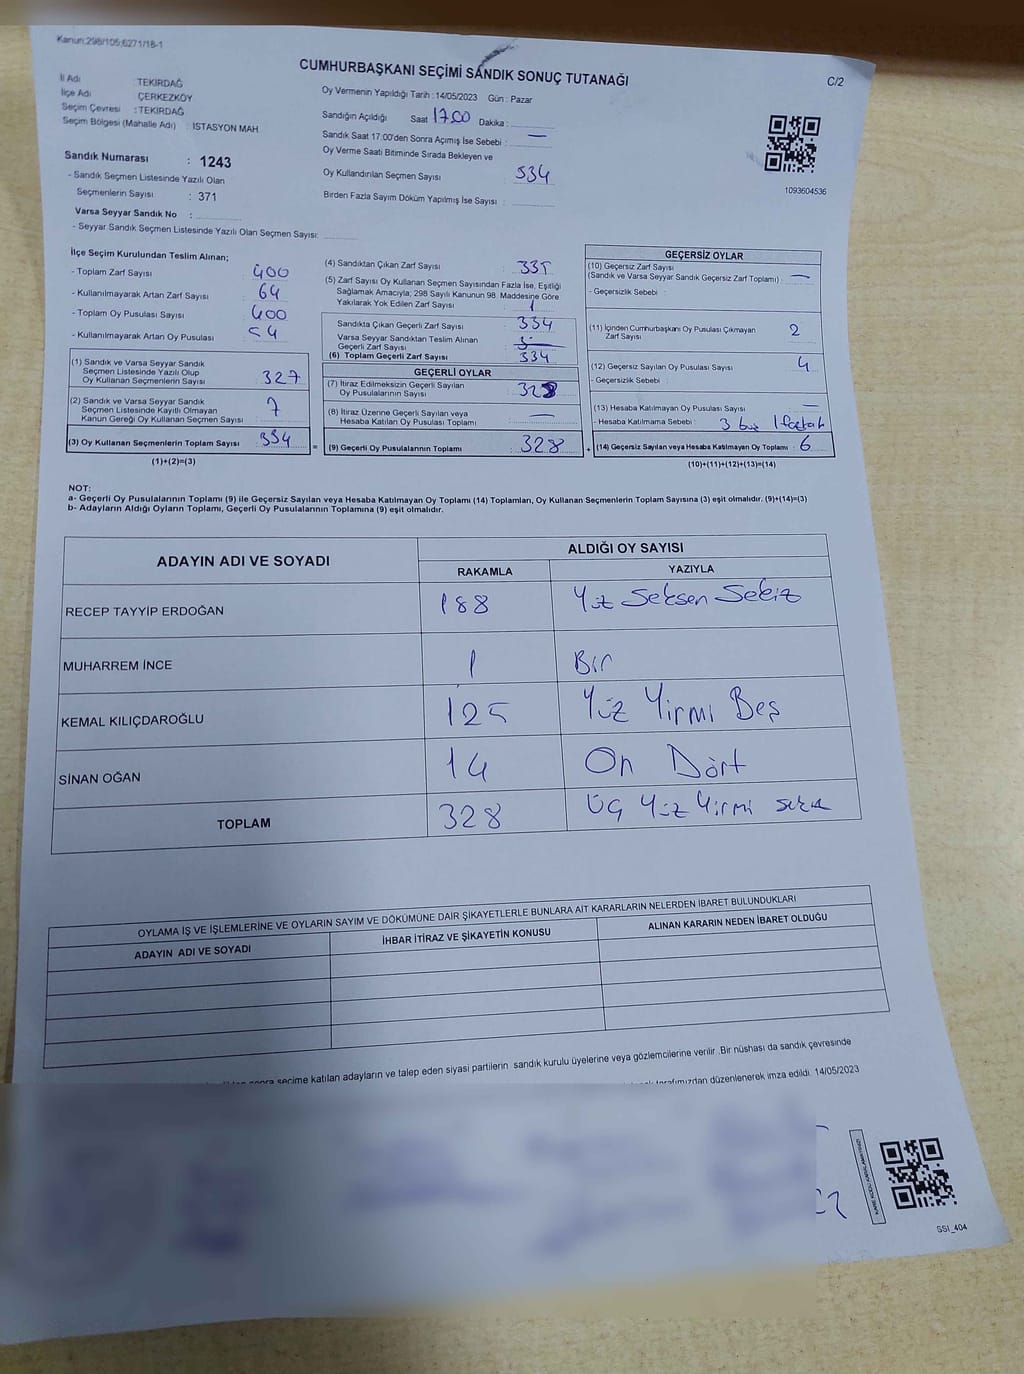 Kanun:298/105;6271/18-1
CUMHURBAŞKANI SEÇİMİ SANDIK SONUÇ TUTANAĞI
C/2
İl Adı : TEKİRDAĞ
İlçe Adı : ÇERKEZKÖY
Seçim Çevresi : TEKİRDAĞ
Seçim Bölgesi (Mahalle Adı) : İSTASYON MAH.
Sandık Numarası : 1243
- Sandık Seçmen Listesinde Yazılı Olan
Seçmenlerin Sayısı : 371
Varsa Seyyar Sandık No :
- Seyyar Sandık Seçmen Listesinde Yazılı Olan Seçmen Sayısı:
Oy Vermenin Yapıldığı Tarih : 14/05/2023 Gün : Pazar
Sandığın Açıldığı Saat 17.00 Dakika :
Sandık Saat 17:00'den Sonra Açımış İse Sebebi : —
Oy Verme Saati Bitiminde Sırada Bekleyen ve
Oy Kullandırılan Seçmen Sayısı 334
Birden Fazla Sayım Döküm Yapılmış İse Sayısı :
1093604536
İlçe Seçim Kurulundan Teslim Alınan;
- Toplam Zarf Sayısı : 400
- Kullanılmayarak Artan Zarf Sayısı : 64
- Toplam Oy Pusulası Sayısı : 400
- Kullanılmayarak Artan Oy Pusulası : 54
(1) Sandık ve Varsa Seyyar Sandık
Seçmen Listesinde Yazılı Olup
Oy Kullanan Seçmenlerin Sayısı : 327
(2) Sandık ve Varsa Seyyar Sandık
Seçmen Listesinde Kayıtlı Olmayan
Kanun Gereği Oy Kullanan Seçmen Sayısı : 7
(3) Oy Kullanan Seçmenlerin Toplam Sayısı : 334
(1)+(2)=(3)
(4) Sandıktan Çıkan Zarf Sayısı : 335
(5) Zarf Sayısı Oy Kullanan Seçmen Sayısından Fazla İse, Eşitliği
Sağlamak Amacıyla, 298 Sayılı Kanunun 98. Maddesine Göre
Yakılarak Yok Edilen Zarf Sayısı : 1
Sandıkta Çıkan Geçerli Zarf Sayısı : 334
Varsa Seyyar Sandıktan Teslim Alınan
Geçerli Zarf Sayısı
(6) Toplam Geçerli Zarf Sayısı : 334
GEÇERLİ OYLAR
(7) İtiraz Edilmeksizin Geçerli Sayılan
Oy Pusulalarının Sayısı : 328
(8) İtiraz Üzerine Geçerli Sayılan veya
Hesaba Katılan Oy Pusulası Toplamı : —
= (9) Geçerli Oy Pusulalarının Toplamı : 328
GEÇERSİZ OYLAR
(10) Geçersiz Zarf Sayısı
(Sandık ve Varsa Seyyar Sandık Geçersiz Zarf Toplamı) : —
- Geçersizlik Sebebi :
(11) İçinden Cumhurbaşkanı Oy Pusulası Çıkmayan
Zarf Sayısı : 2
(12) Geçersiz Sayılan Oy Pusulası Sayısı : 4
- Geçersizlik Sebebi :
(13) Hesaba Katılmayan Oy Pusulası Sayısı : —
- Hesaba Katılmama Sebebi : 3 1
+ (14) Geçersiz Sayılan veya Hesaba Katılmayan Oy Toplamı : 6
(10)+(11)+(12)+(13)=(14)
NOT:
a- Geçerli Oy Pusulalarının Toplamı (9) ile Geçersiz Sayılan veya Hesaba Katılmayan Oy Toplamı (14) Toplamları, Oy Kullanan Seçmenlerin Toplam Sayısına (3) eşit olmalıdır. (9)+(14)=(3)
b- Adayların Aldığı Oyların Toplamı, Geçerli Oy Pusulalarının Toplamına (9) eşit olmalıdır.
ADAYIN ADI VE SOYADI ALDIĞI OY SAYISI
RAKAMLA YAZIYLA
RECEP TAYYİP ERDOĞAN 188 Yüz Seksen Sekiz
MUHARREM İNCE 1 Bir
KEMAL KILIÇDAROĞLU 125 Yüz Yirmi Beş
SİNAN OĞAN 14 On Dört
TOPLAM 328 Üç Yüz Yirmi sekiz
OYLAMA İŞ VE İŞLEMLERİNE VE OYLARIN SAYIM VE DÖKÜMÜNE DAİR ŞİKAYETLERLE BUNLARA AİT KARARLARIN NELERDEN İBARET BULUNDUKLARI
ADAYIN ADI VE SOYADI İHBAR İTİRAZ VE ŞİKAYETİN KONUSU ALINAN KARARIN NEDEN İBARET OLDUĞU
sonra seçime katılan adayların ve talep eden siyasi partilerin sandık kurulu üyelerine veya gözlemcilerine verilir .Bir nüshası da sandık çevresinde
tarafımızdan düzenlenerek imza edildi. 14/05/2023
SSI_404